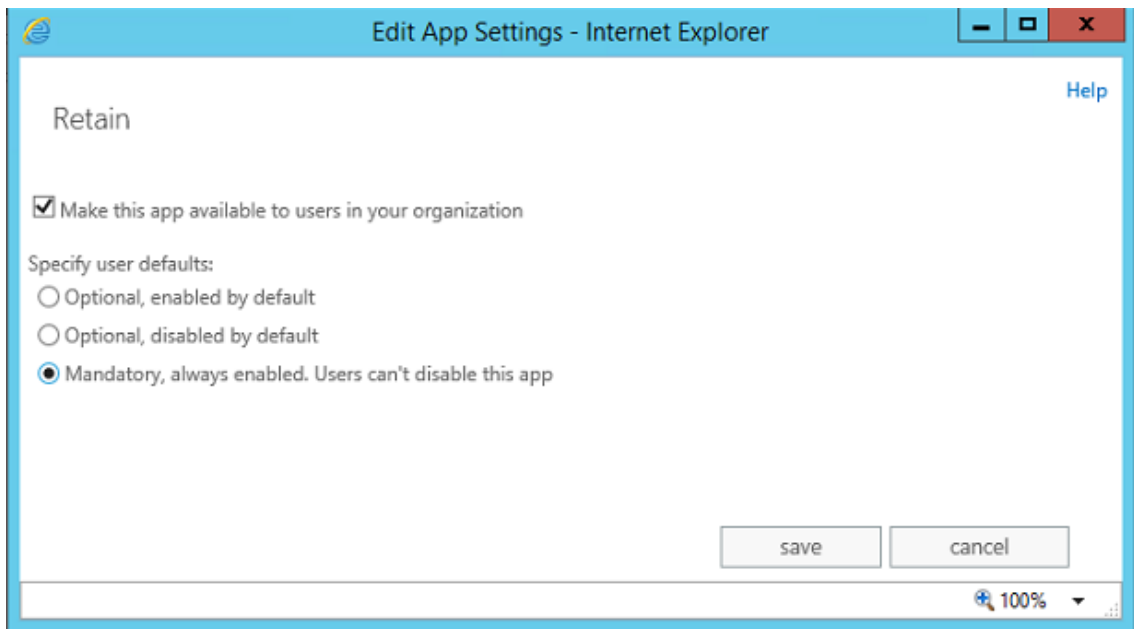 Edit App Settings - Internet Explorer
Help
Retain
Make this app available to users in your organization
Specify user defaults:
Optional, enabled by default
Optional, disabled by default
Mandatory, always enabled. Users can't disable this app
save cancel
100%